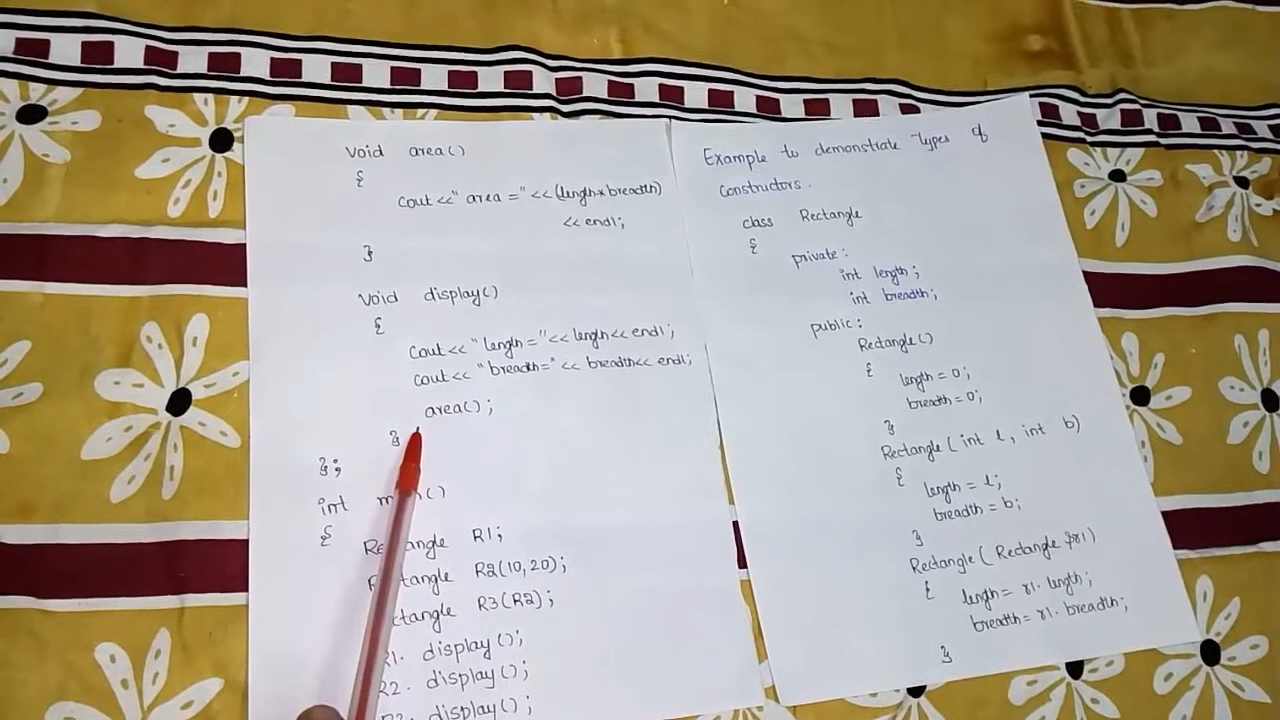 void area()
{
cout<<"area ="<<(length*breadth)
<<endl;
}
void display()
{
cout<< "length ="<< length<< endl;
cout<< "breadth=" << breadth<< endl;
area();
}
};
int
{
R1;
R2(10,20);
R3(R2);
display();
R2. display();
display();
Example to demonstrate types of
constructors.
class Rectangle
{
private:
int length;
int breadth;
public:
Rectangle()
{
length = 0;
breadth = 0;
}
Rectangle( int l, int b)
{
length = l;
breadth = b;
}
Rectangle( Rectangle &r1)
{
length = r1. length;
breadth = r1. breadth;
}